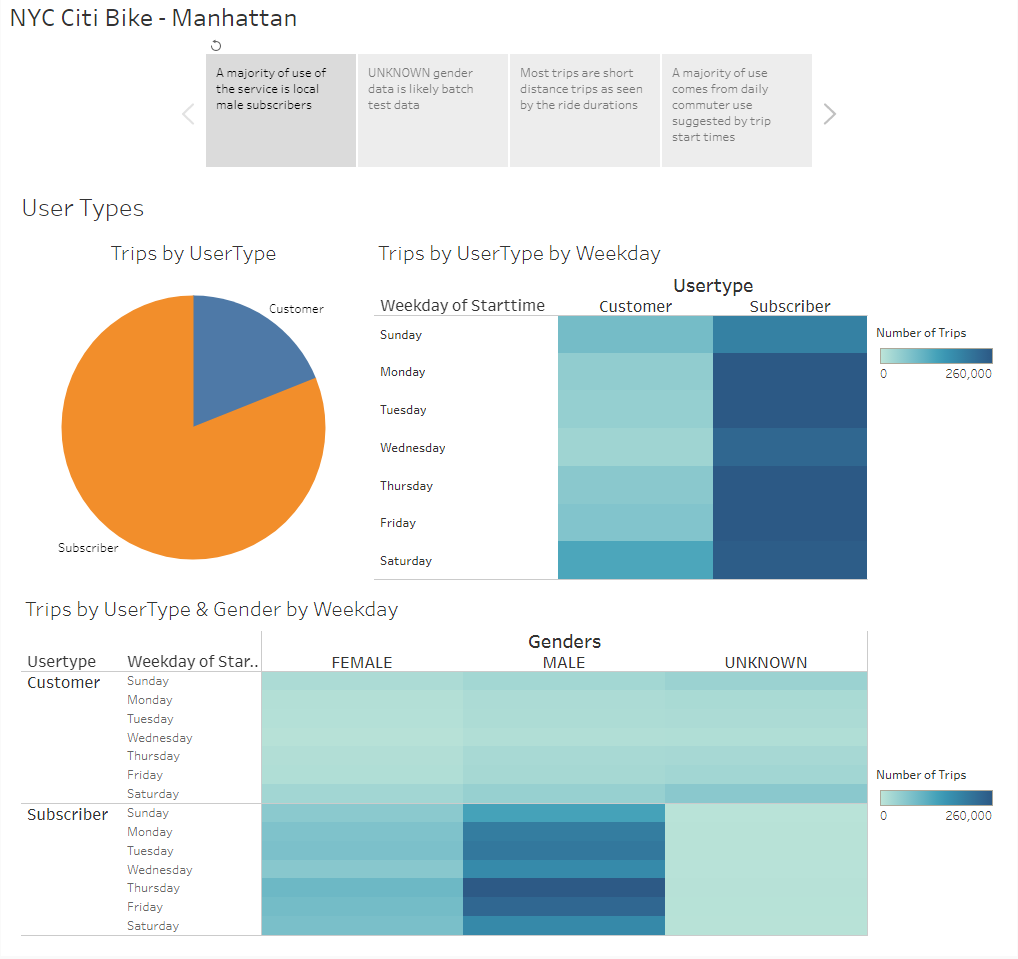 NYC Citi Bike - Manhattan
A majority of use of
the service is local
male subscribers
UNKNOWN gender
data is likely batch
test data
Most trips are short
distance trips as seen
by the ride durations
A majority of use
comes from daily
commuter use
suggested by trip
start times
User Types
Trips by UserType
Customer
Subscriber
Trips by UserType by Weekday
Usertype
Weekday of Starttime Customer Subscriber
Sunday
Monday
Tuesday
Wednesday
Thursday
Friday
Saturday
Number of Trips
0 260,000
Trips by UserType & Gender by Weekday
Genders
Usertype Weekday of Star.. FEMALE MALE UNKNOWN
Customer Sunday
Monday
Tuesday
Wednesday
Thursday
Friday
Saturday
Subscriber Sunday
Monday
Tuesday
Wednesday
Thursday
Friday
Saturday
Number of Trips
0 260,000